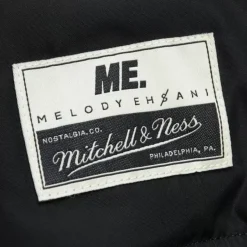 ME.
MELODY EHSANI
NOSTALGIA, CO.
Mitchell & Ness
PHILADELPHIA, PA.